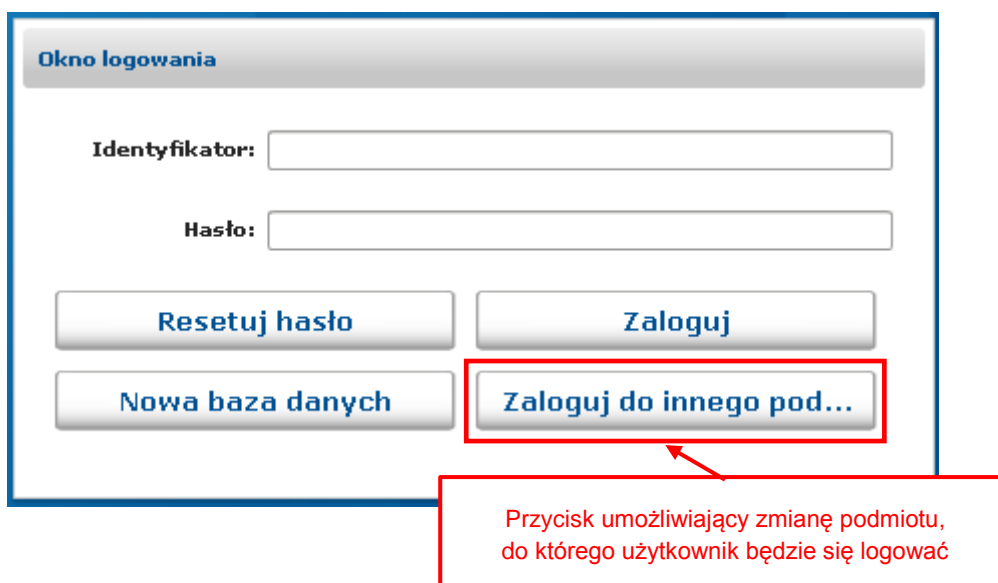 Okno logowania
Identyfikator:
Hasło:
Resetuj hasło
Zaloguj
Nowa baza danych
Zaloguj do innego pod...
Przycisk umożliwiający zmianę podmiotu,
do którego użytkownik będzie się logować